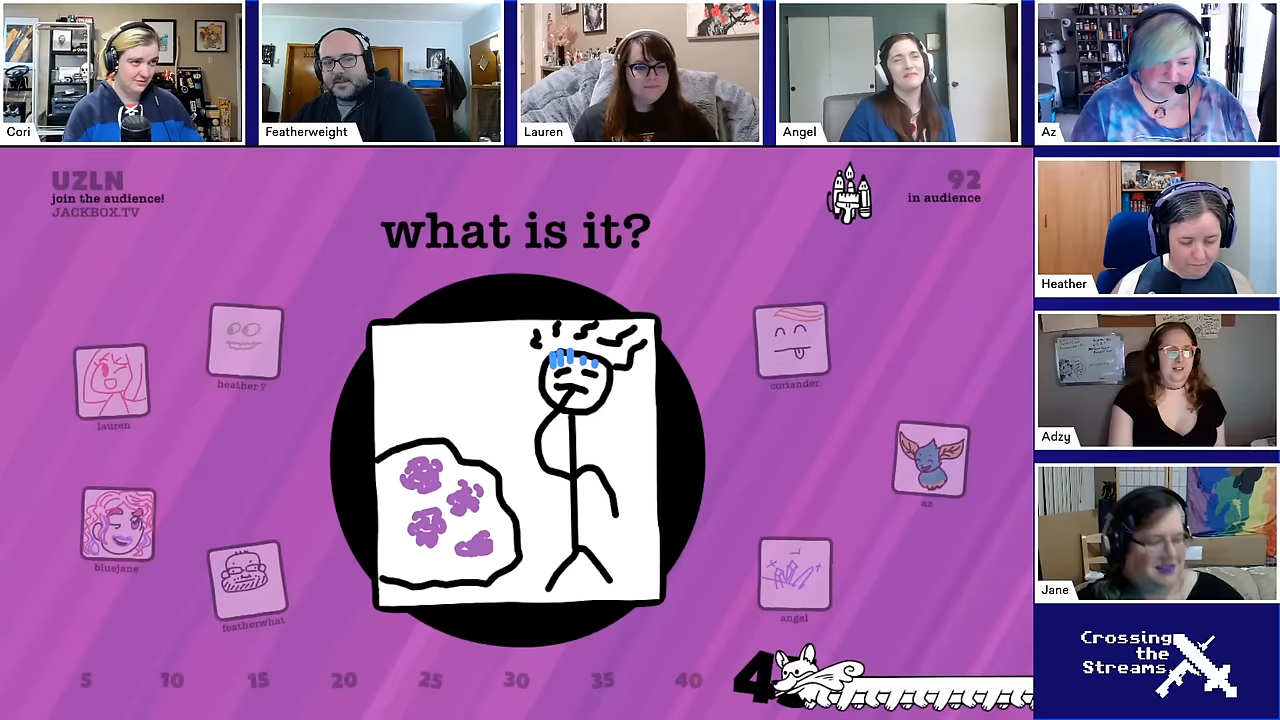 Cori
Featherweight
Lauren
Angel
Az
UZLN
join the audience!
JACKBOX.TV
92
in audience
what is it?
Heather
lauren
heather ?
coriander
az
Adzy
bluejane
featherwhat
angel
Jane
5 10 15 20 25 30 35 40
4
Crossing
the
Streams